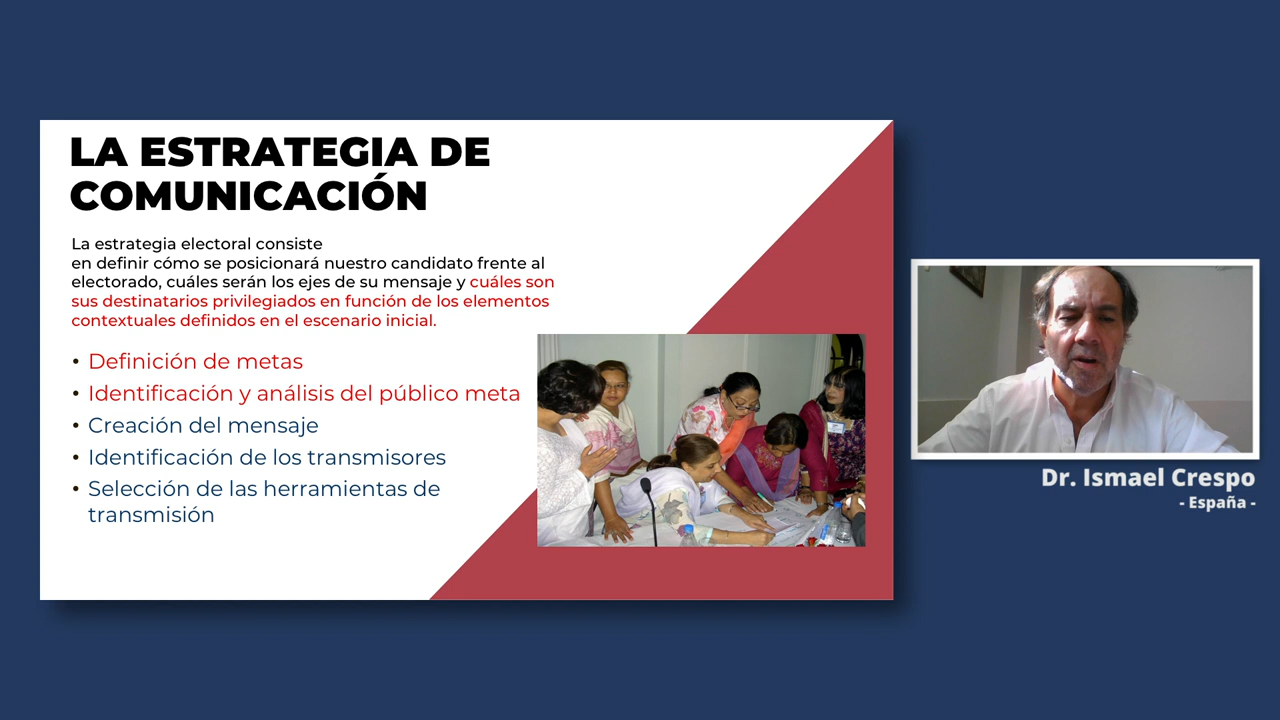 LA ESTRATEGIA DE
COMUNICACIÓN
La estrategia electoral consiste
en definir cómo se posicionará nuestro candidato frente al
electorado, cuáles serán los ejes de su mensaje y cuáles son
sus destinatarios privilegiados en función de los elementos
contextuales definidos en el escenario inicial.
• Definición de metas
• Identificación y análisis del público meta
• Creación del mensaje
• Identificación de los transmisores
• Selección de las herramientas de
transmisión
Dr. Ismael Crespo
- España -